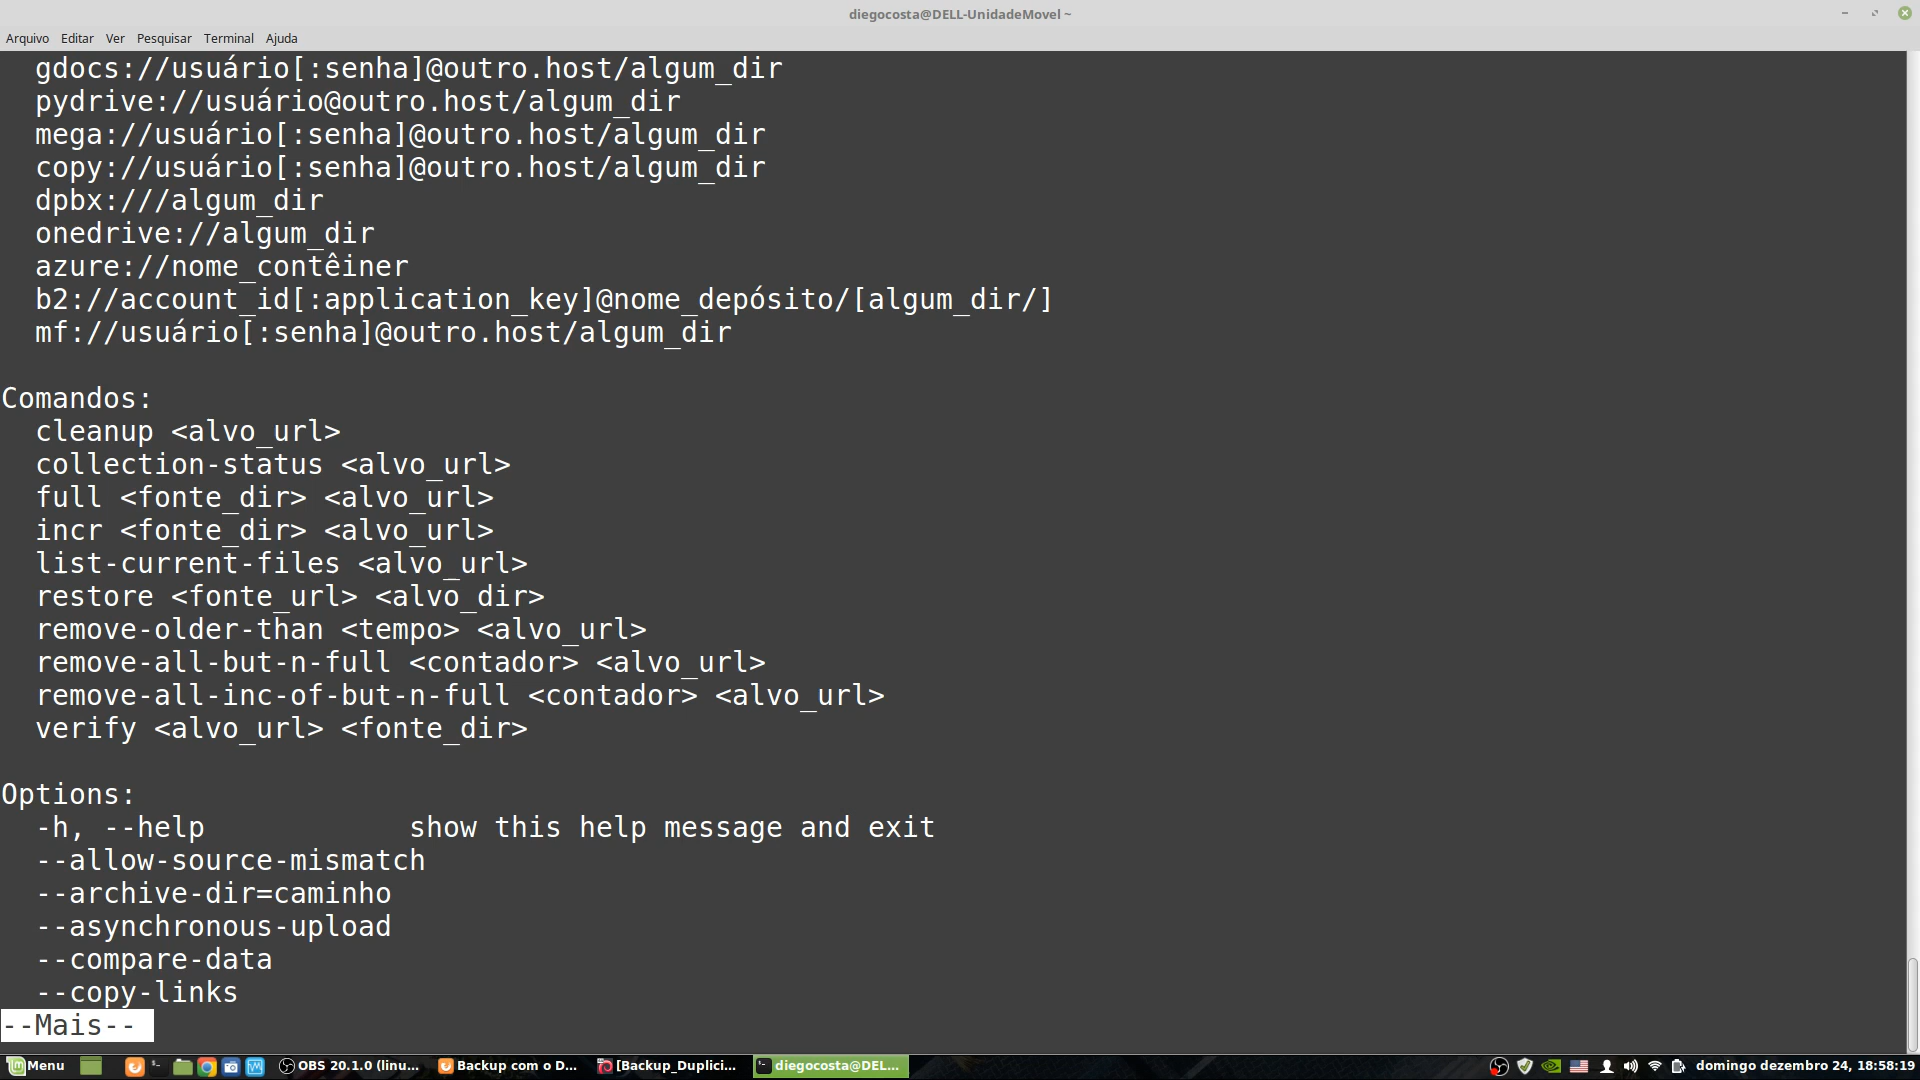 diegocosta@DELL-UnidadeMovel ~
Arquivo Editar Ver Pesquisar Terminal Ajuda
gdocs://usuário[:senha]@outro.host/algum_dir
pydrive://usuário@outro.host/algum_dir
mega://usuário[:senha]@outro.host/algum_dir
copy://usuário[:senha]@outro.host/algum_dir
dpbx:///algum_dir
onedrive://algum_dir
azure://nome_contêiner
b2://account_id[:application_key]@nome_depósito/[algum_dir/]
mf://usuário[:senha]@outro.host/algum_dir
Comandos:
cleanup <alvo_url>
collection-status <alvo_url>
full <fonte_dir> <alvo_url>
incr <fonte_dir> <alvo_url>
list-current-files <alvo_url>
restore <fonte_url> <alvo_dir>
remove-older-than <tempo> <alvo_url>
remove-all-but-n-full <contador> <alvo_url>
remove-all-inc-of-but-n-full <contador> <alvo_url>
verify <alvo_url> <fonte_dir>
Options:
-h, --help show this help message and exit
--allow-source-mismatch
--archive-dir=caminho
--asynchronous-upload
--compare-data
--copy-links
--Mais--
Menu OBS 20.1.0 (linu... Backup com o D... [Backup_Duplici... diegocosta@DEL... domingo dezembro 24, 18:58:19